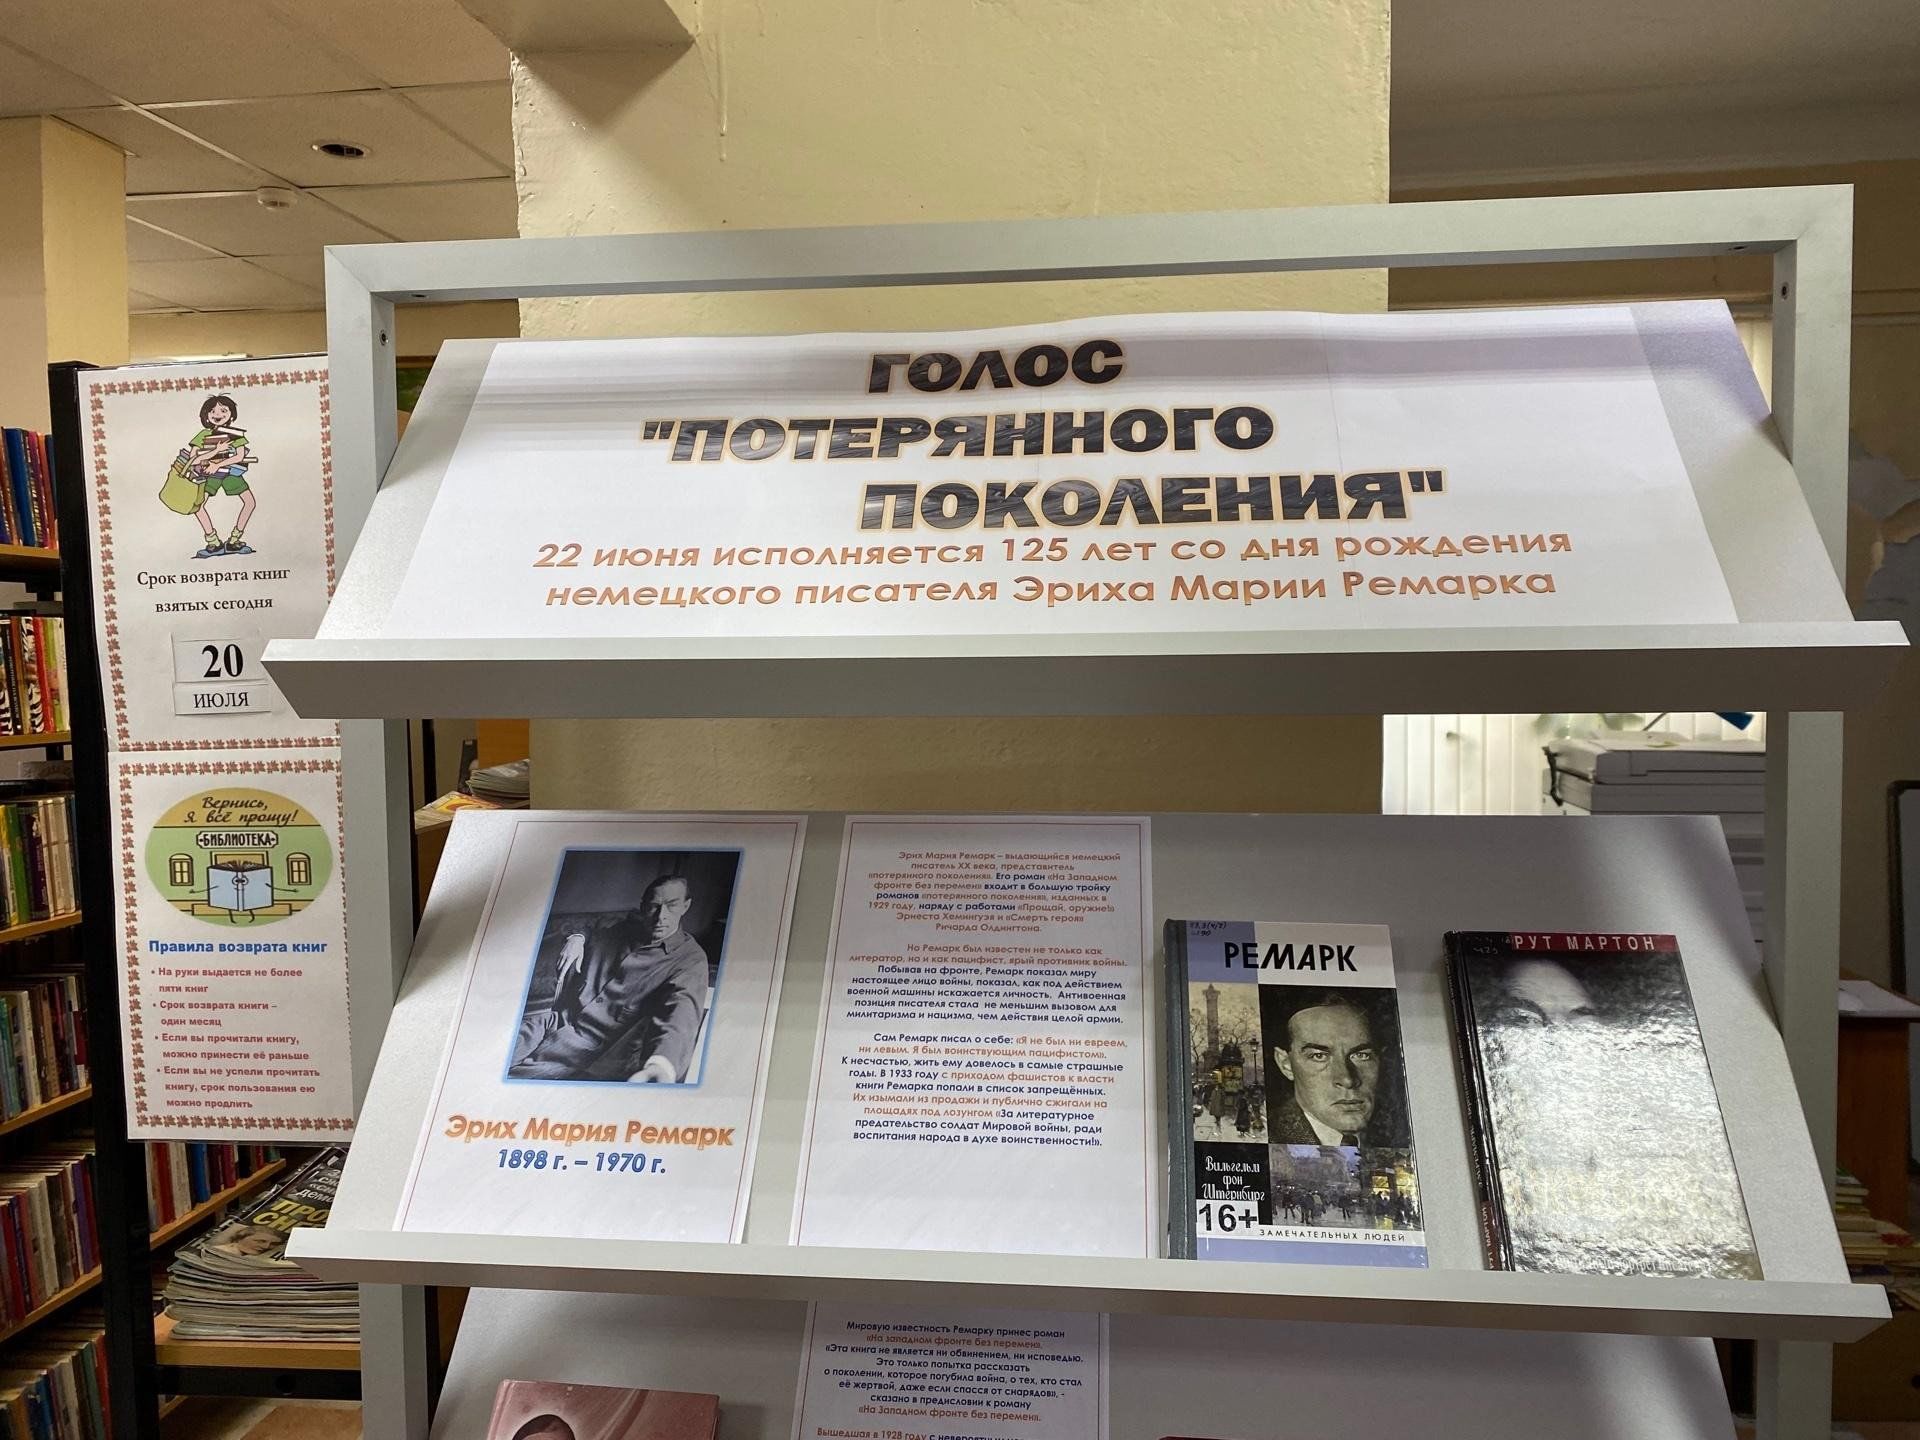 ГОЛОС
"ПОТЕРЯННОГО
ПОКОЛЕНИЯ"
22 июня исполняется 125 лет со дня рождения
немецкого писателя Эриха Марии Ремарка
Срок возврата книг
взятых сегодня
20
ИЮЛЯ
Вернись,
Я всё прощу!
БИБЛИОТЕКА
Правила возврата книг
• На руки выдается не более
пяти книг
• Срок возврата книги –
один месяц
• Если вы прочитали книгу,
можно принести её раньше
• Если вы не успели прочитать
книгу, срок пользования ею
можно продлить
Эрих Мария Ремарк
1898 г. – 1970 г.
Эрих Мария Ремарк – выдающийся немецкий
писатель XX века, представитель
«потерянного поколения». Его роман «На Западном
фронте без перемен» входит в большую тройку
романов «потерянного поколения», изданных в
1929 году, наряду с работами «Прощай, оружие!»
Эрнеста Хемингуэя и «Смерть героя»
Ричарда Олдингтона.
Но Ремарк был известен не только как
литератор, но и как пацифист, ярый противник войны.
Побывав на фронте, Ремарк показал миру
настоящее лицо войны, показал, как под действием
военной машины искажается личность. Антивоенная
позиция писателя стала не меньшим вызовом для
милитаризма и нацизма, чем действия целой армии.
Сам Ремарк писал о себе: «Я не был ни евреем,
ни левым. Я был воинствующим пацифистом».
К несчастью, жить ему довелось в самые страшные
годы. В 1933 году с приходом фашистов к власти
книги Ремарка попали в список запрещённых.
Их изымали из продажи и публично сжигали на
площадях под лозунгом «За литературное
предательство солдат Мировой войны, ради
воспитания народа в духе воинственности!».
РЕМАРК
Вильгельм
фон
Штернбург
16+
ЗАМЕЧАТЕЛЬНЫХ ЛЮДЕЙ
РУТ МАРТОН
Мировую известность Ремарку принес роман
«На западном фронте без перемен».
«Эта книга не является ни обвинением, ни исповедью.
Это только попытка рассказать
о поколении, которое погубила война, о тех, кто стал
её жертвой, даже если спасся от снарядов», -
сказано в предисловии к роману
«На Западном фронте без перемен».
Вышедшая в 1928 году с